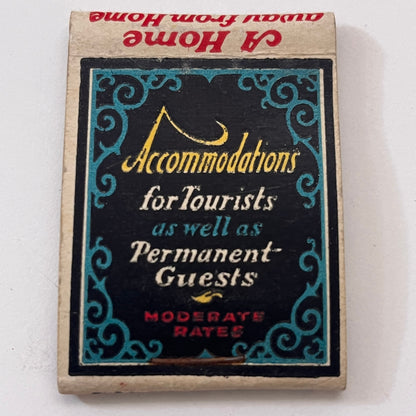 A Home
away from Home
Accommodations
for Tourists
as well as
Permanent
Guests
MODERATE
RATES